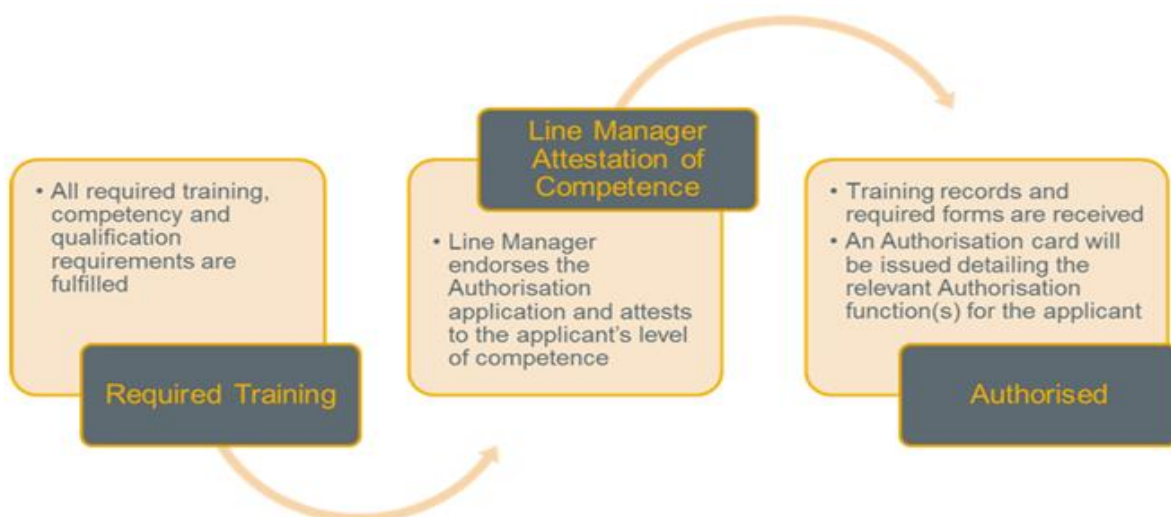 • All required training,
competency and
qualification
requirements are
fulfilled
Required Training
Line Manager
Attestation of
Competence
• Line Manager
endorses the
Authorisation
application and attests
to the applicant's level
of competence
• Training records and
required forms are received
• An Authorisation card will
be issued detailing the
relevant Authorisation
function(s) for the applicant
Authorised